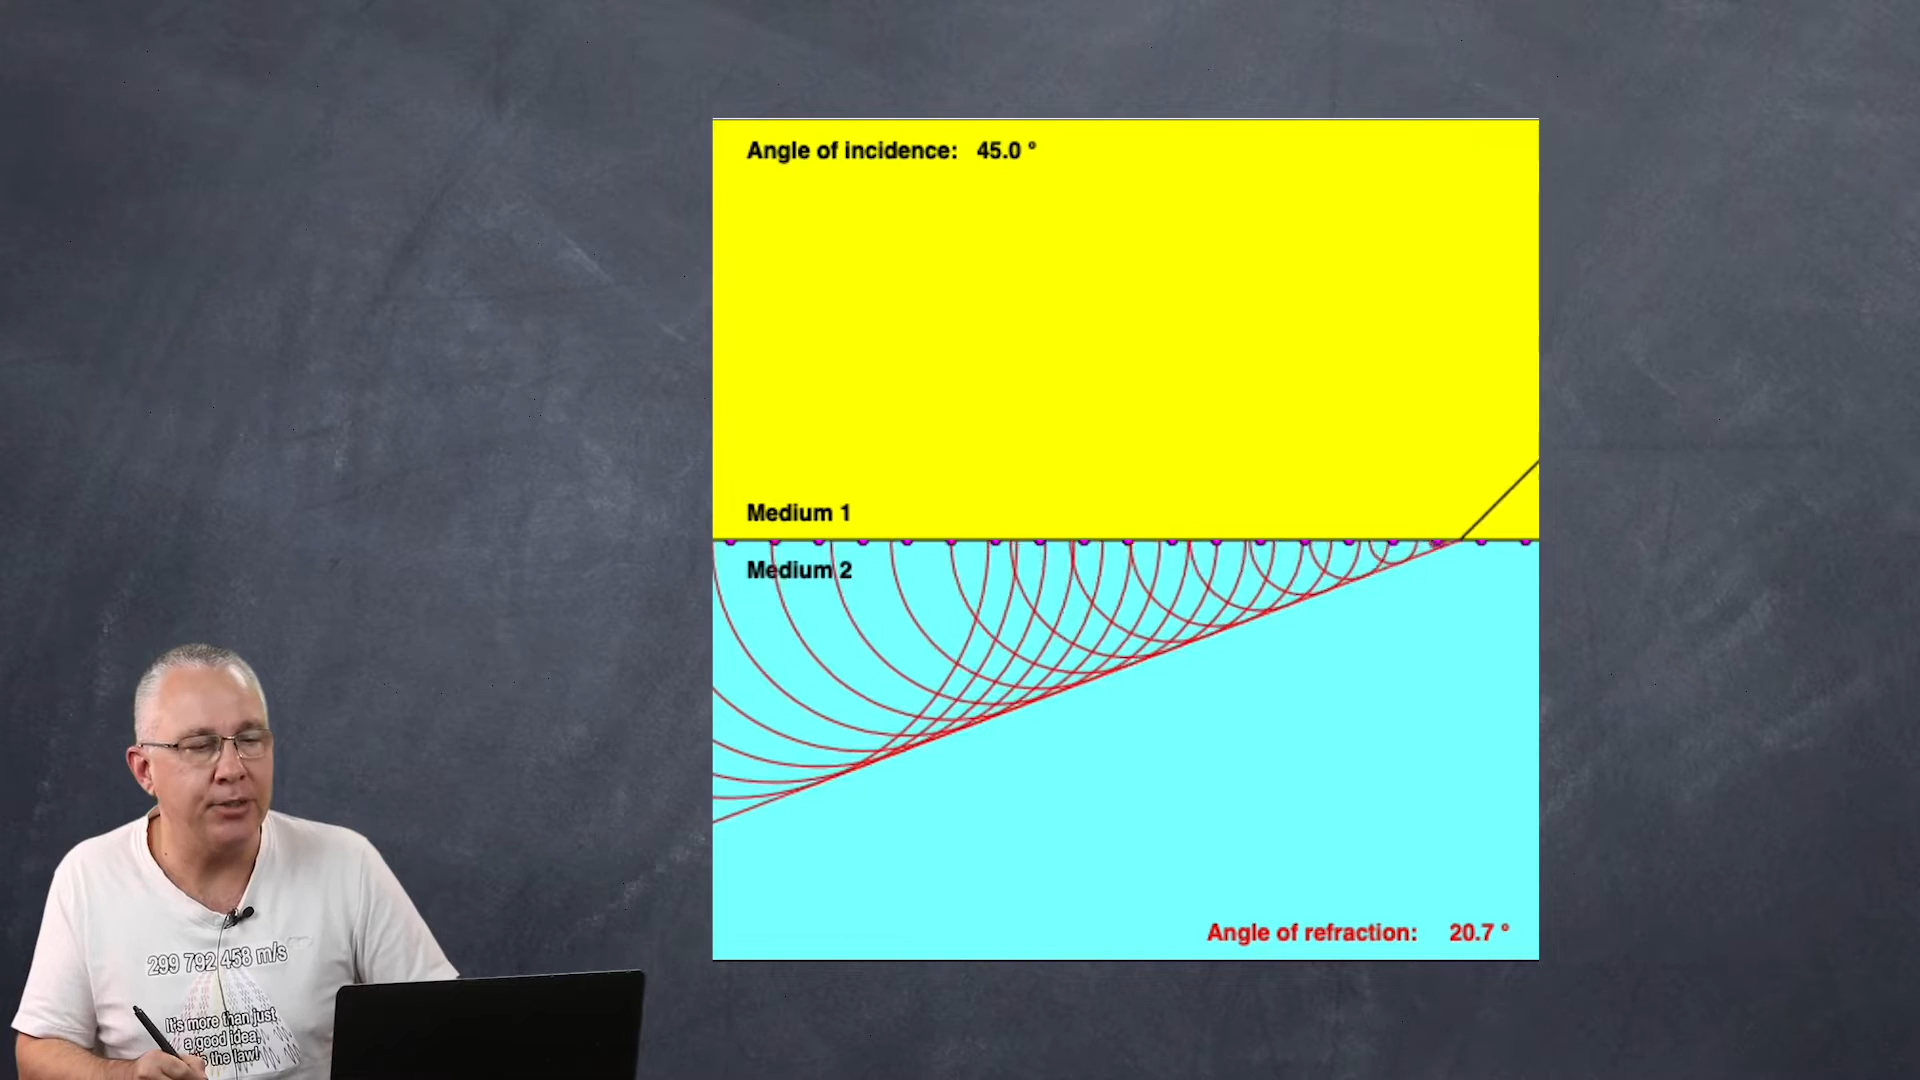 Angle of incidence: 45.0 °
Medium 1
Medium 2
Angle of refraction: 20.7 °
299 792 458 m/s
It's more than just
a good idea,
the law!